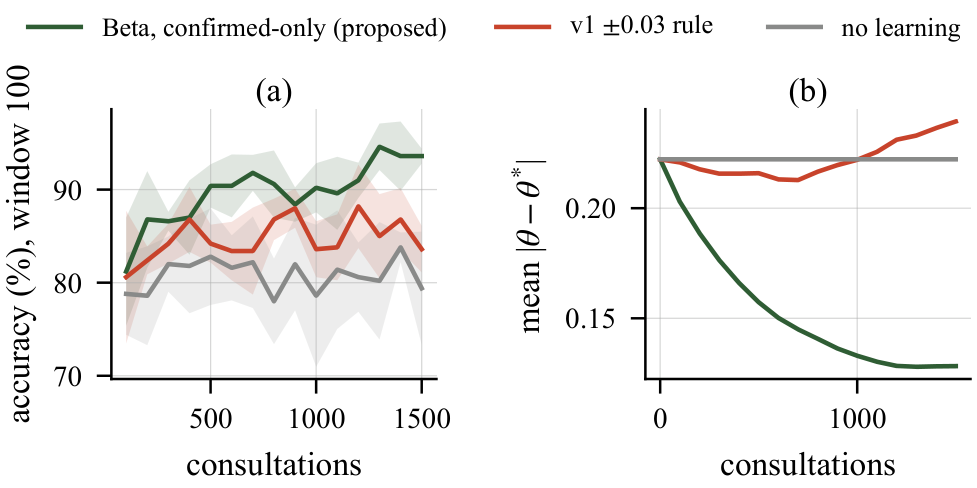 Beta, confirmed-only (proposed) v1 ±0.03 rule no learning
(a)
accuracy (%), window 100
90
80
70
500 1000 1500
consultations
(b)
mean |θ − θ*|
0.20
0.15
0 1000
consultations